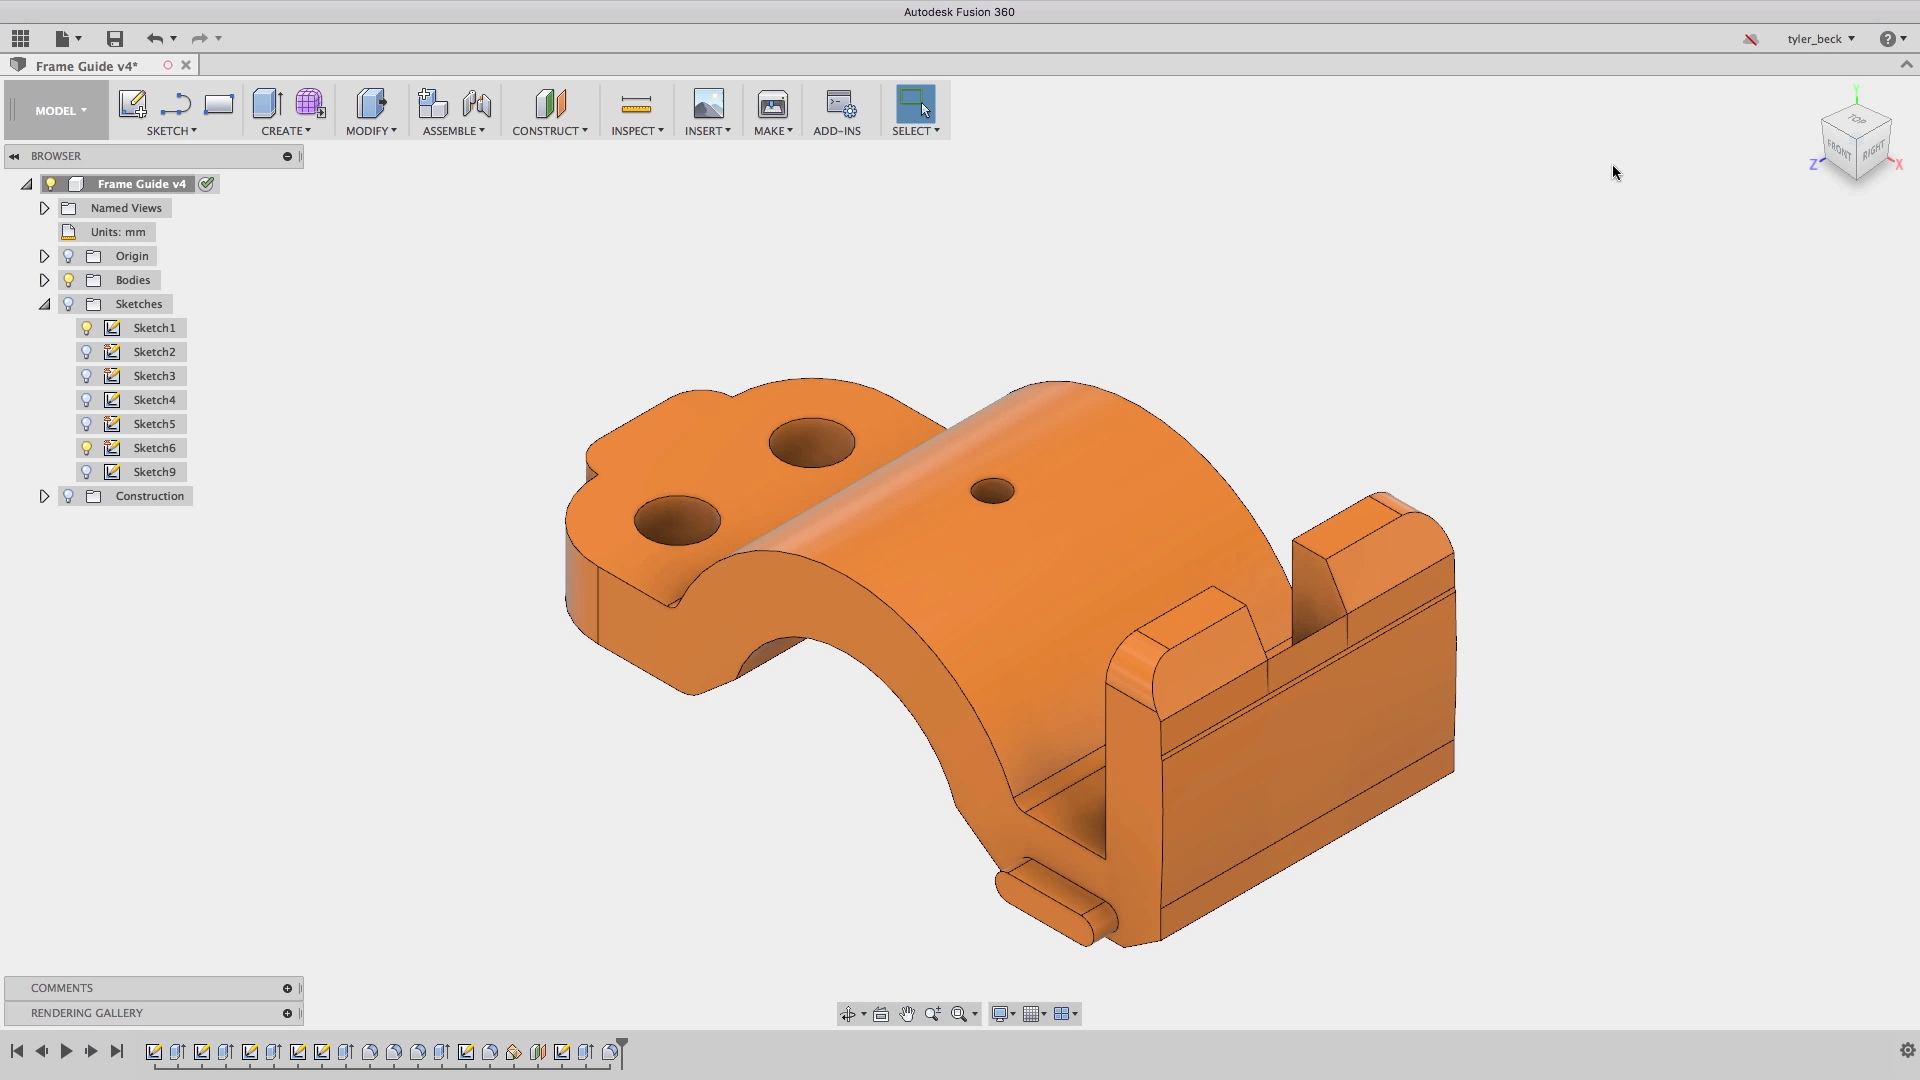 Autodesk Fusion 360
tyler_beck
Frame Guide v4*
MODEL
SKETCH
CREATE
MODIFY
ASSEMBLE
CONSTRUCT
INSPECT
INSERT
MAKE
ADD-INS
SELECT
Y
TOP
FRONT
RIGHT
Z
X
BROWSER
Frame Guide v4
Named Views
Units: mm
Origin
Bodies
Sketches
Sketch1
Sketch2
Sketch3
Sketch4
Sketch5
Sketch6
Sketch9
Construction
COMMENTS
RENDERING GALLERY